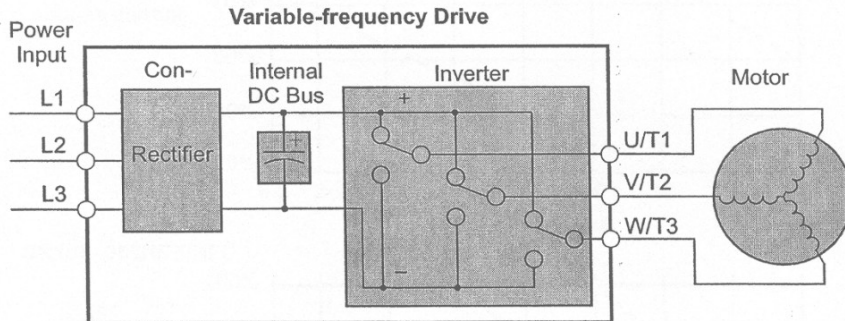 Variable-frequency Drive
Power
Input
Con-
Internal
DC Bus
Inverter
Motor
L1
L2
L3
Rectifier
+
+
−
U/T1
V/T2
W/T3